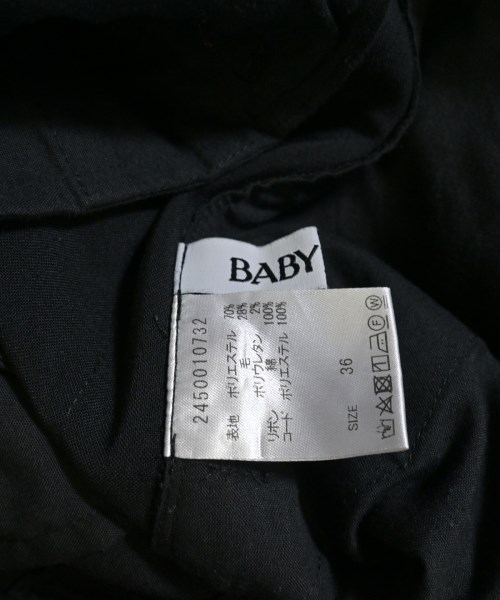 BABY
2450010732
表地 ポリエステル 70%
毛 28%
ポリウレタン 2%
リボン 綿 100%
コード ポリエステル 100%
SIZE 36
F W